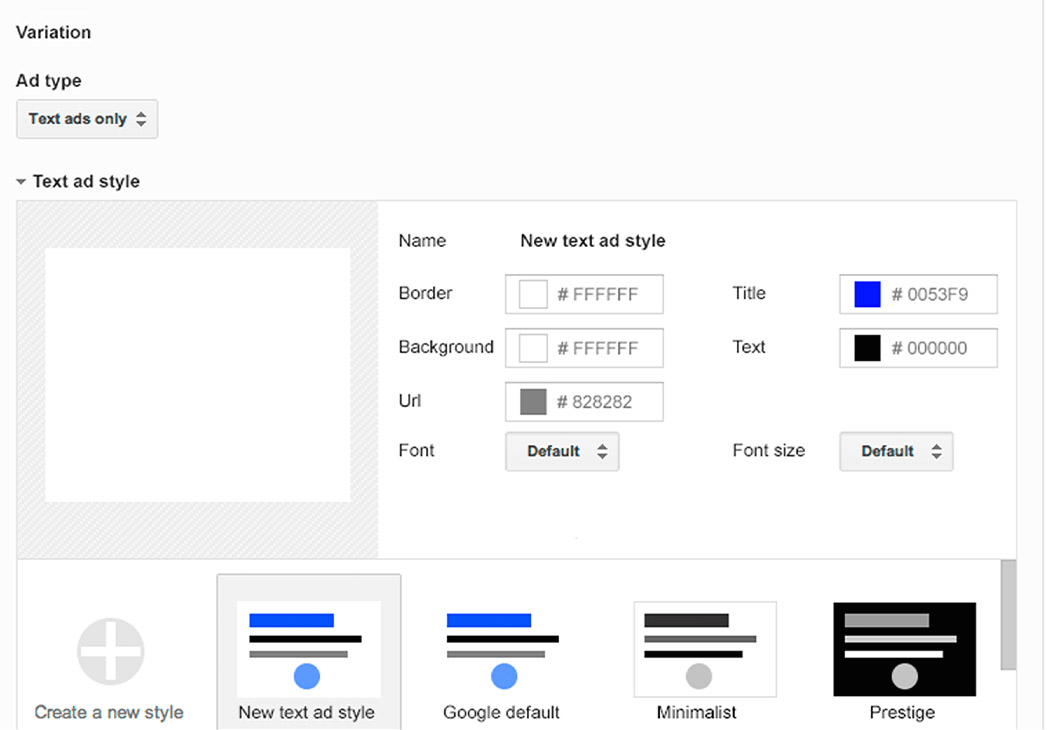 Variation
Ad type
Text ads only
Text ad style
Name New text ad style
Border # FFFFFF Title # 0053F9
Background # FFFFFF Text # 000000
Url # 828282
Font Default Font size Default
Create a new style New text ad style Google default Minimalist Prestige